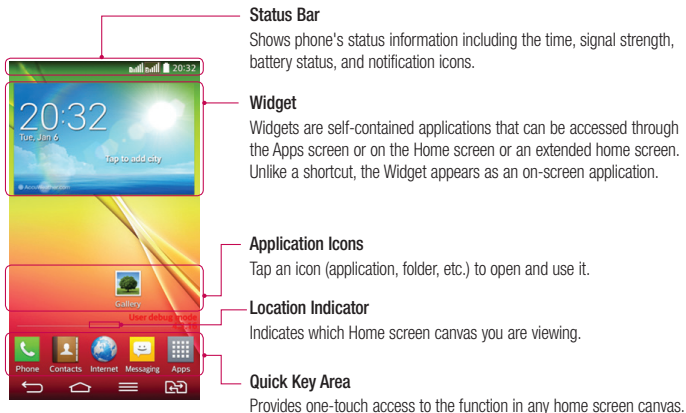 Status Bar
Shows phone's status information including the time, signal strength,
battery status, and notification icons.
20:32
Widget
20:32
Tue, Jan 6
Tap to add city
AccuWeather.com
Widgets are self-contained applications that can be accessed through
the Apps screen or on the Home screen or an extended home screen.
Unlike a shortcut, the Widget appears as an on-screen application.
Application Icons
Tap an icon (application, folder, etc.) to open and use it.
Gallery
User debug mode
Location Indicator
Indicates which Home screen canvas you are viewing.
Phone Contacts Internet Messaging Apps
Quick Key Area
Provides one-touch access to the function in any home screen canvas.